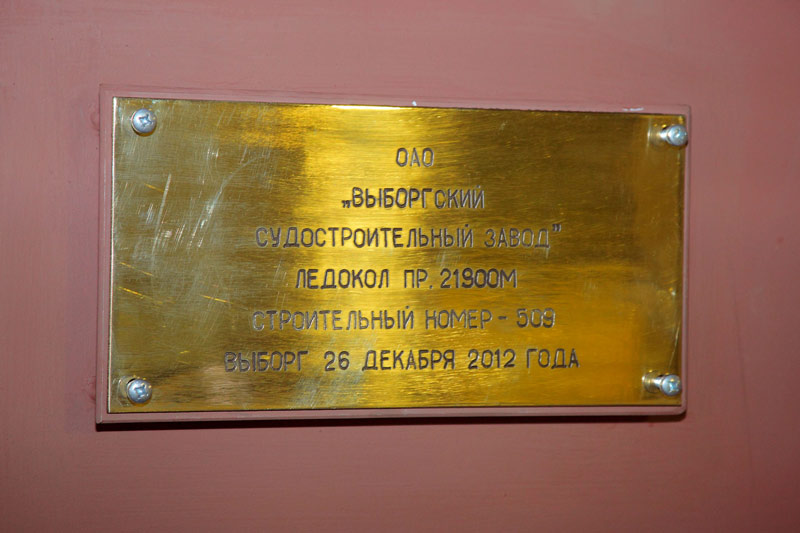 ОАО
„ВЫБОРГСКИЙ
СУДОСТРОИТЕЛЬНЫЙ ЗАВОД”
ЛЕДОКОЛ ПР. 21900М
СТРОИТЕЛЬНЫЙ НОМЕР - 509
ВЫБОРГ 26 ДЕКАБРЯ 2012 ГОДА